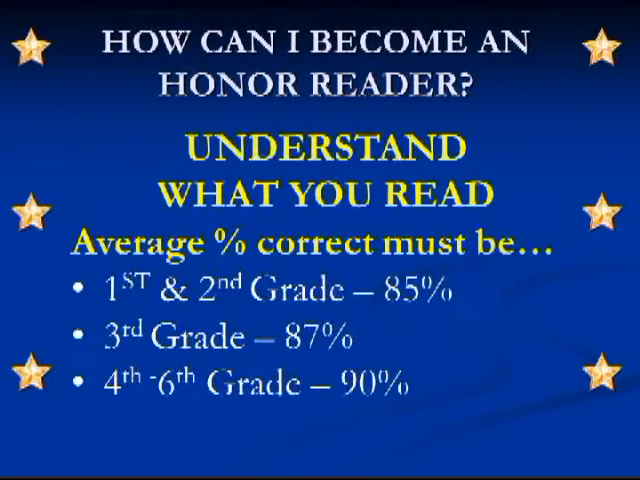 HOW CAN I BECOME AN
HONOR READER?
UNDERSTAND
WHAT YOU READ
Average % correct must be…
• 1ST & 2nd Grade – 85%
• 3rd Grade – 87%
• 4th -6th Grade – 90%